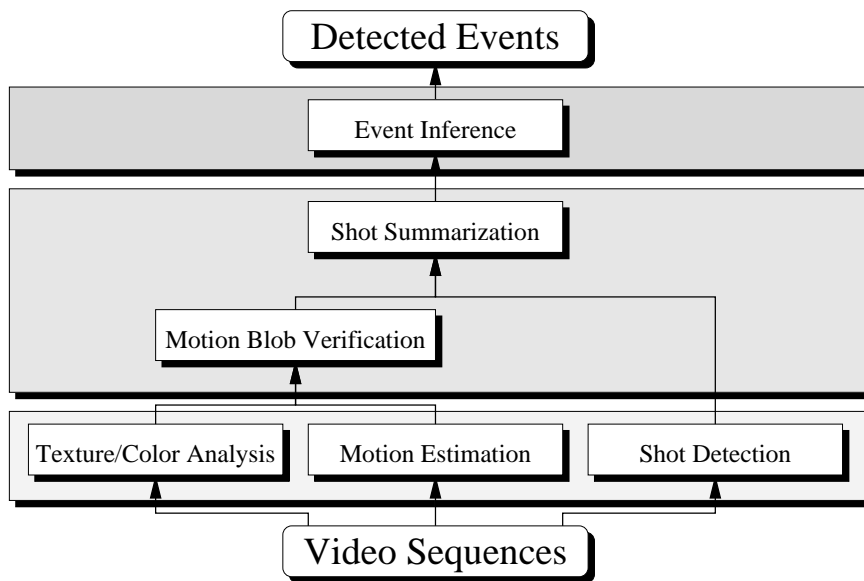 Detected Events
Event Inference
Shot Summarization
Motion Blob Verification
Texture/Color Analysis
Motion Estimation
Shot Detection
Video Sequences